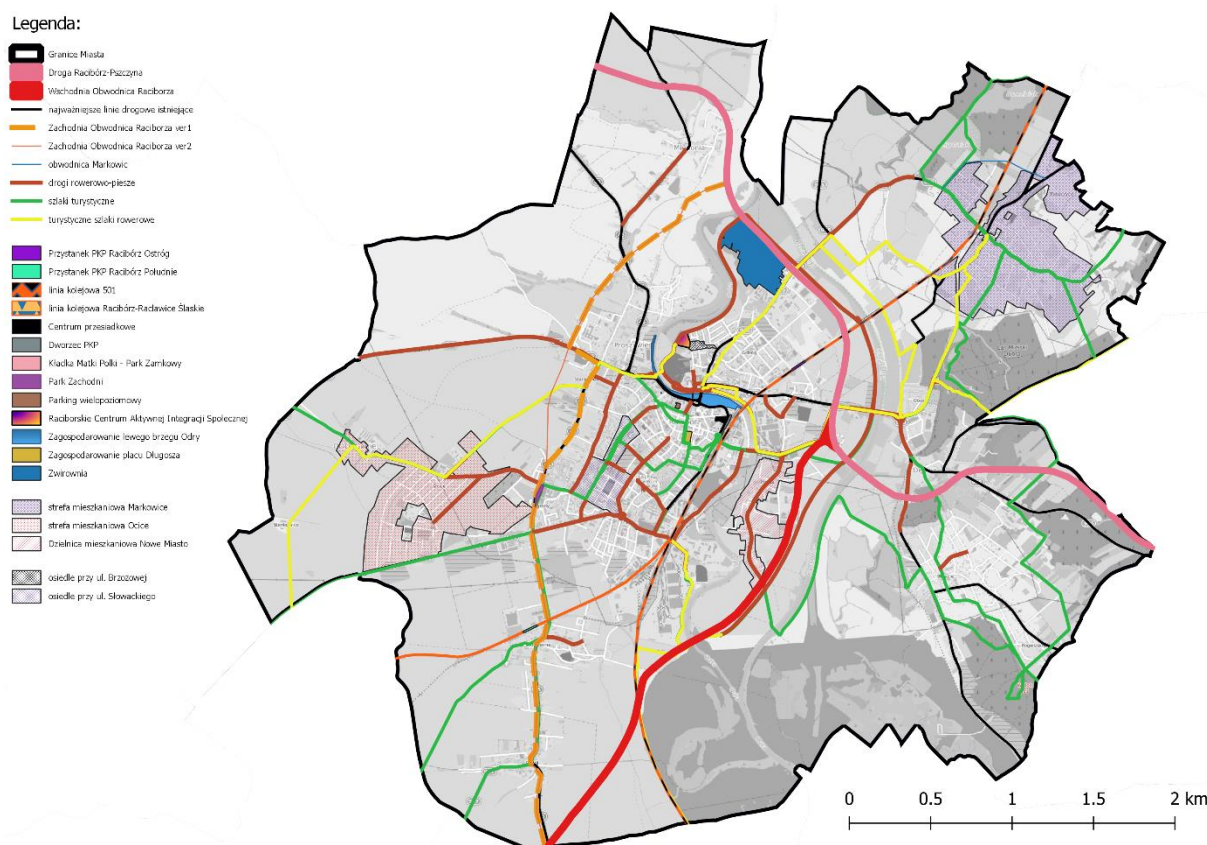 Legenda:
Granice Miasta
Droga Racibórz-Pszczyna
Wschodnia Obwodnica Raciborza
najważniejsze linie drogowe istniejące
Zachodnia Obwodnica Raciborza ver1
Zachodnia Obwodnica Raciborza ver2
obwodnica Markowic
drogi rowerowo-piesze
szlaki turystyczne
turystyczne szlaki rowerowe
Przystanek PKP Racibórz Ostróg
Przystanek PKP Racibórz Południe
linia kolejowa 501
linia kolejowa Racibórz-Racławice Śląskie
Centrum przesiadkowe
Dworzec PKP
Kładka Matki Polki - Park Zamkowy
Park Zachodni
Parking wielopoziomowy
Raciborskie Centrum Aktywnej Integracji Społecznej
Zagospodarowanie lewego brzegu Odry
Zagospodarowanie placu Długosza
Żwirownia
strefa mieszkaniowa Markowice
strefa mieszkaniowa Ocice
Dzielnica mieszkaniowa Nowe Miasto
osiedle przy ul. Brzozowej
osiedle przy ul. Słowackiego
0 0.5 1 1.5 2 km